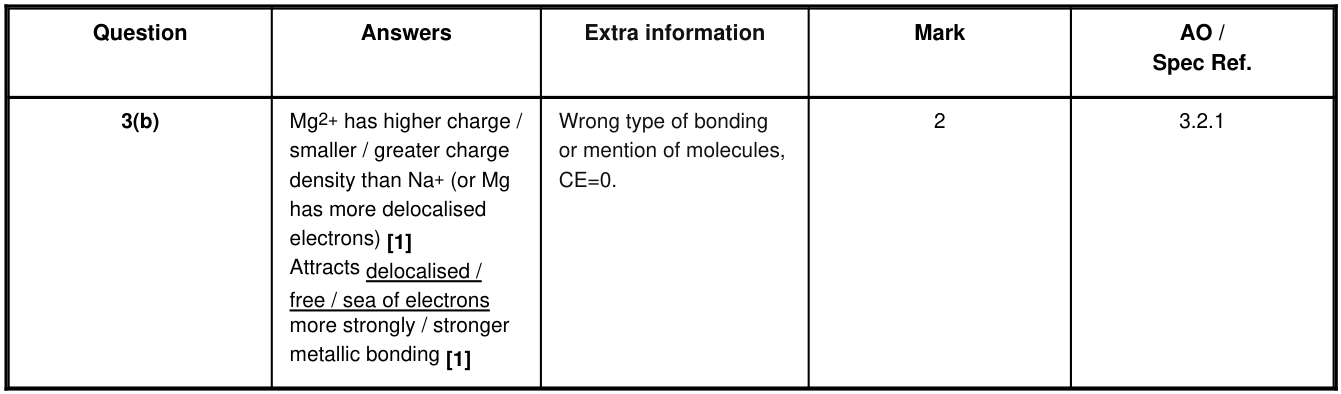 Question Answers Extra information Mark AO /
Spec Ref.
3(b)
Mg2+ has higher charge /
smaller / greater charge
density than Na+ (or Mg
has more delocalised
electrons) [1]
Attracts delocalised /
free / sea of electrons
more strongly / stronger
metallic bonding [1]
Wrong type of bonding
or mention of molecules,
CE=0.
2
3.2.1